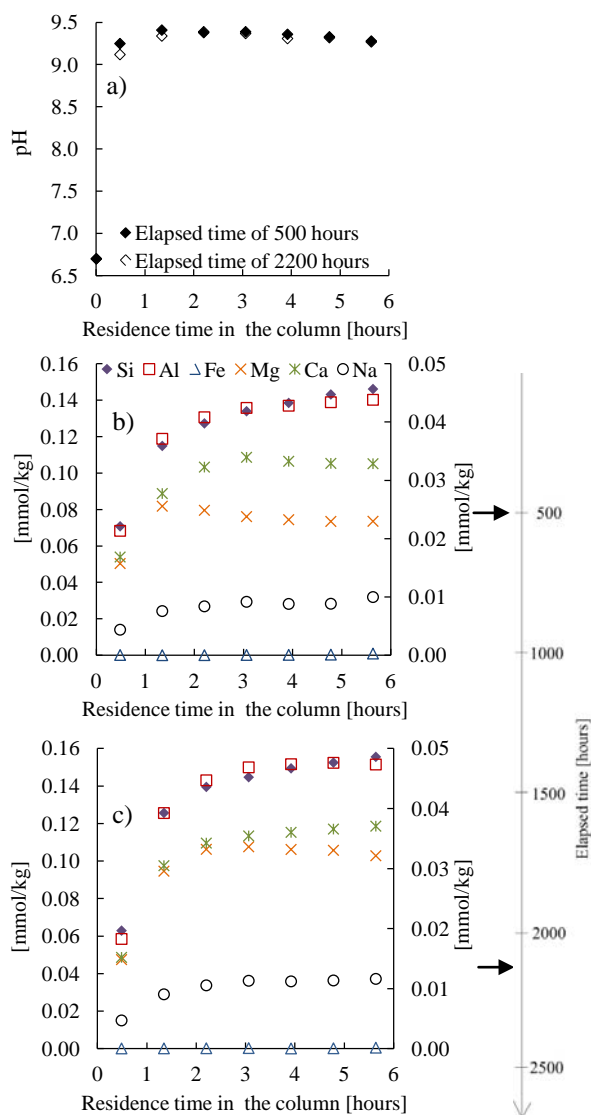 9.5
9.0
8.5
8.0
7.5
7.0
6.5
pH
a)
Elapsed time of 500 hours
Elapsed time of 2200 hours
0 1 2 3 4 5 6
Residence time in the column [hours]
0.16
0.14
0.12
0.10
0.08
0.06
0.04
0.02
0.00
[mmol/kg]
Si Al Fe Mg Ca Na
b)
0.05
0.04
0.03
0.02
0.01
0.00
[mmol/kg]
0 1 2 3 4 5 6
Residence time in the column [hours]
0.16
0.14
0.12
0.10
0.08
0.06
0.04
0.02
0.00
[mmol/kg]
c)
0.05
0.04
0.03
0.02
0.01
0.00
[mmol/kg]
0 1 2 3 4 5 6
Residence time in the column [hours]
500
1000
1500
2000
2500
Elapsed time [hours]